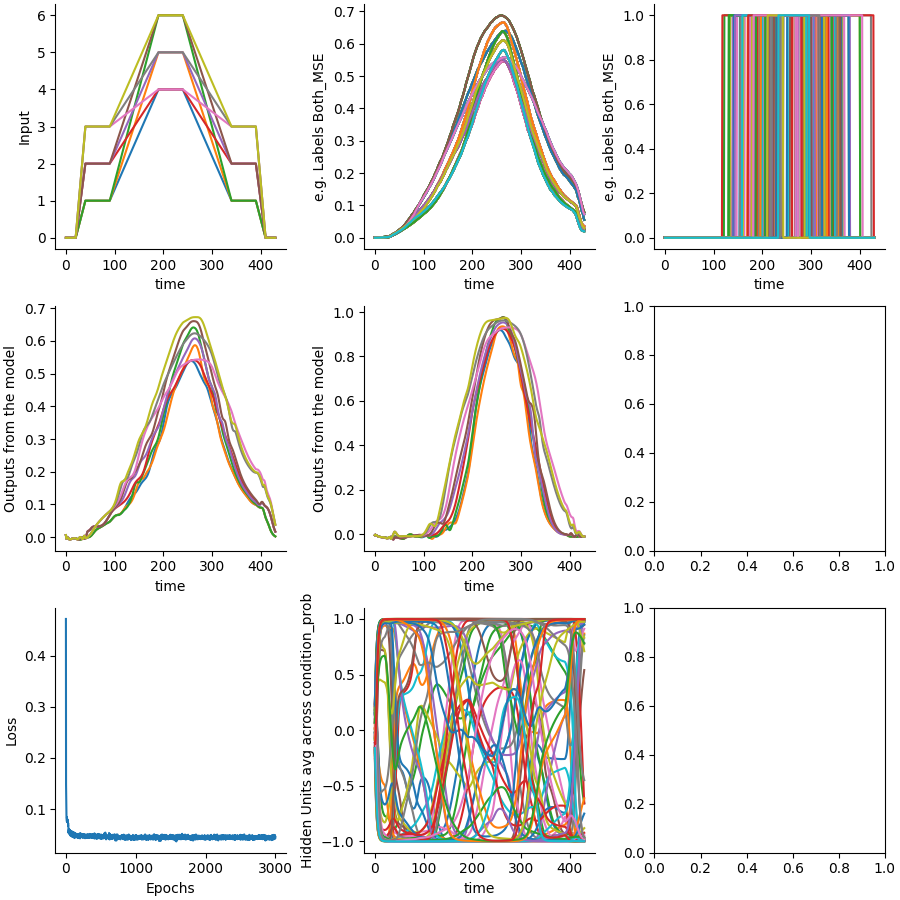 Input
6
5
4
3
2
1
0
0 100 200 300 400
time
e.g. Labels Both_MSE
0.7
0.6
0.5
0.4
0.3
0.2
0.1
0.0
0 100 200 300 400
time
e.g. Labels Both_MSE
1.0
0.8
0.6
0.4
0.2
0.0
0 100 200 300 400
time
Outputs from the model
0.7
0.6
0.5
0.4
0.3
0.2
0.1
0.0
0 100 200 300 400
time
Outputs from the model
1.0
0.8
0.6
0.4
0.2
0.0
0 100 200 300 400
time
1.0
0.8
0.6
0.4
0.2
0.0
0.0 0.2 0.4 0.6 0.8 1.0
Loss
0.4
0.3
0.2
0.1
0 1000 2000 3000
Epochs
Hidden Units avg across condition_prob
1.0
0.5
0.0
−0.5
−1.0
0 100 200 300 400
time
1.0
0.8
0.6
0.4
0.2
0.0
0.0 0.2 0.4 0.6 0.8 1.0